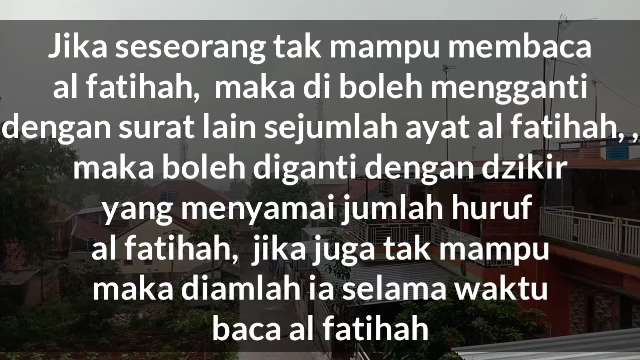 Jika seseorang tak mampu membaca
al fatihah,  maka di boleh mengganti
dengan surat lain sejumlah ayat al fatihah, ,
maka boleh diganti dengan dzikir
yang menyamai jumlah huruf
al fatihah,  jika juga tak mampu
maka diamlah ia selama waktu
baca al fatihah